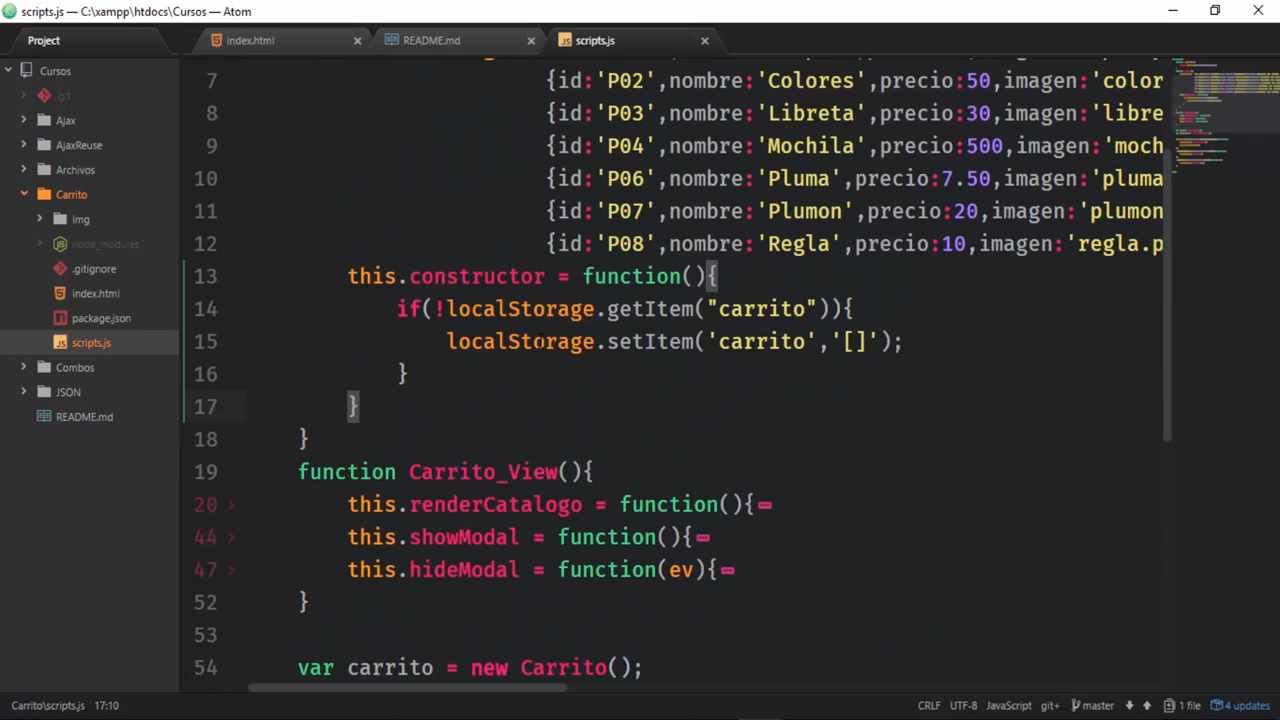 scripts.js — C:\xampp\htdocs\Cursos — Atom
Project
index.html
README.md
scripts.js
Cursos
.git
Ajax
AjaxReuse
Archivos
Carrito
img
node_modules
.gitignore
index.html
package.json
scripts.js
Combos
JSON
README.md
7 {id:'P02',nombre:'Colores',precio:50,imagen:'color
8 {id:'P03',nombre:'Libreta',precio:30,imagen:'libre
9 {id:'P04',nombre:'Mochila',precio:500,imagen:'moch
10 {id:'P06',nombre:'Pluma',precio:7.50,imagen:'pluma
11 {id:'P07',nombre:'Plumon',precio:20,imagen:'plumon
12 {id:'P08',nombre:'Regla',precio:10,imagen:'regla.p
13 this.constructor = function(){
14 if(!localStorage.getItem("carrito")){
15 localStorage.setItem('carrito','[]');
16 }
17 }
18 }
19 function Carrito_View(){
20 this.renderCatalogo = function(){
44 this.showModal = function(){
47 this.hideModal = function(ev){
52 }
53
54 var carrito = new Carrito();
Carrito\scripts.js 17:10 CRLF UTF-8 JavaScript git+ master 1 file 4 updates